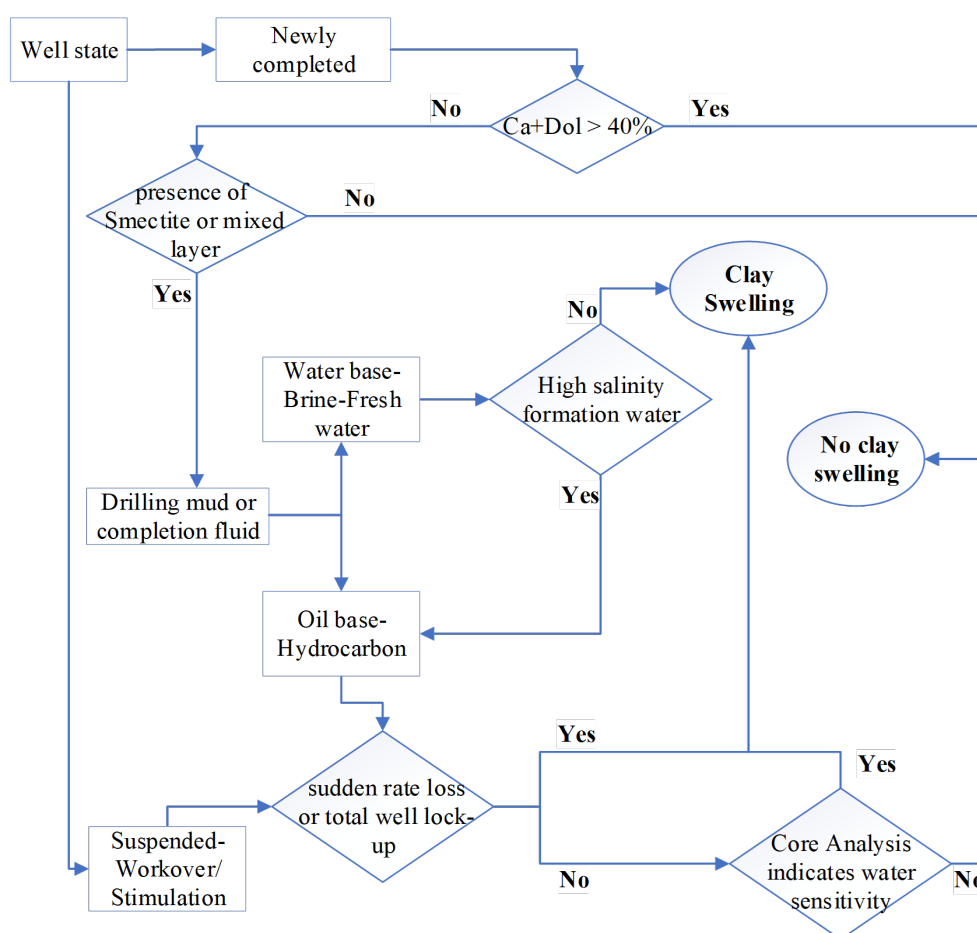 Well state
Newly
completed
No
Ca+Dol > 40%
Yes
presence of
Smectite or mixed
layer
No
Yes
Clay
Swelling
No
Water base-
Brine-Fresh
water
High salinity
formation water
No clay
swelling
Yes
Drilling mud or
completion fluid
Oil base-
Hydrocarbon
Yes
Yes
sudden rate loss
or total well lock-
up
Suspended-
Workover/
Stimulation
No
Core Analysis
indicates water
sensitivity
No